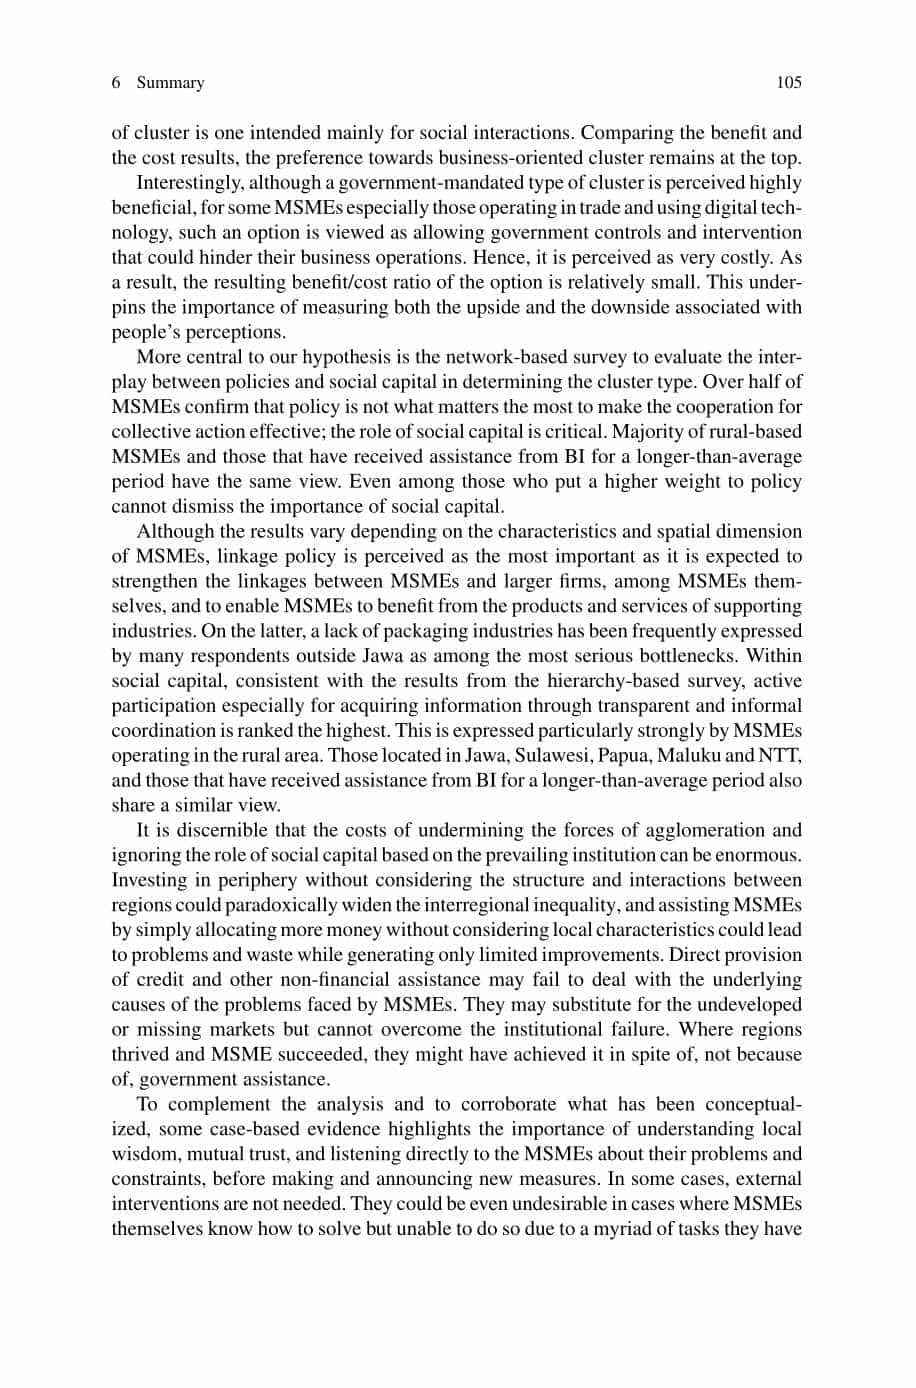 6 Summary 105
of cluster is one intended mainly for social interactions. Comparing the benefit and
the cost results, the preference towards business-oriented cluster remains at the top.
Interestingly, although a government-mandated type of cluster is perceived highly
beneficial, for some MSMEs especially those operating in trade and using digital tech-
nology, such an option is viewed as allowing government controls and intervention
that could hinder their business operations. Hence, it is perceived as very costly. As
a result, the resulting benefit/cost ratio of the option is relatively small. This under-
pins the importance of measuring both the upside and the downside associated with
people’s perceptions.
More central to our hypothesis is the network-based survey to evaluate the inter-
play between policies and social capital in determining the cluster type. Over half of
MSMEs confirm that policy is not what matters the most to make the cooperation for
collective action effective; the role of social capital is critical. Majority of rural-based
MSMEs and those that have received assistance from BI for a longer-than-average
period have the same view. Even among those who put a higher weight to policy
cannot dismiss the importance of social capital.
Although the results vary depending on the characteristics and spatial dimension
of MSMEs, linkage policy is perceived as the most important as it is expected to
strengthen the linkages between MSMEs and larger firms, among MSMEs them-
selves, and to enable MSMEs to benefit from the products and services of supporting
industries. On the latter, a lack of packaging industries has been frequently expressed
by many respondents outside Jawa as among the most serious bottlenecks. Within
social capital, consistent with the results from the hierarchy-based survey, active
participation especially for acquiring information through transparent and informal
coordination is ranked the highest. This is expressed particularly strongly by MSMEs
operating in the rural area. Those located in Jawa, Sulawesi, Papua, Maluku and NTT,
and those that have received assistance from BI for a longer-than-average period also
share a similar view.
It is discernible that the costs of undermining the forces of agglomeration and
ignoring the role of social capital based on the prevailing institution can be enormous.
Investing in periphery without considering the structure and interactions between
regions could paradoxically widen the interregional inequality, and assisting MSMEs
by simply allocating more money without considering local characteristics could lead
to problems and waste while generating only limited improvements. Direct provision
of credit and other non-financial assistance may fail to deal with the underlying
causes of the problems faced by MSMEs. They may substitute for the undeveloped
or missing markets but cannot overcome the institutional failure. Where regions
thrived and MSME succeeded, they might have achieved it in spite of, not because
of, government assistance.
To complement the analysis and to corroborate what has been conceptual-
ized, some case-based evidence highlights the importance of understanding local
wisdom, mutual trust, and listening directly to the MSMEs about their problems and
constraints, before making and announcing new measures. In some cases, external
interventions are not needed. They could be even undesirable in cases where MSMEs
themselves know how to solve but unable to do so due to a myriad of tasks they have